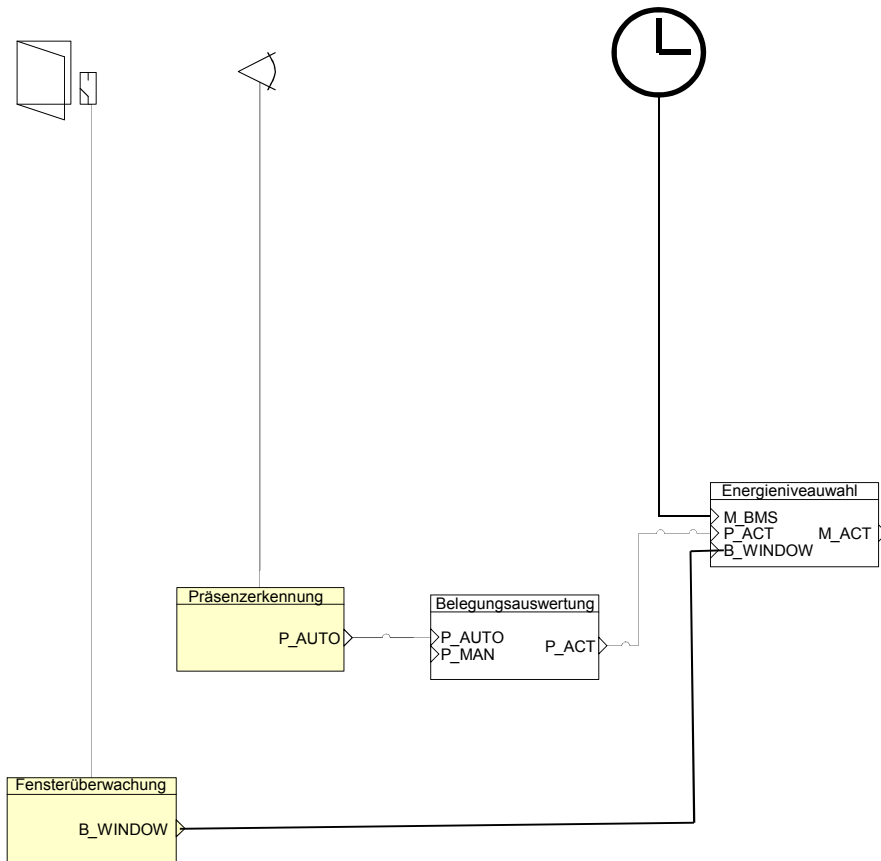 Energieniveauwahl
M_BMS
P_ACT
M_ACT
B_WINDOW
Präsenzerkennung
P_AUTO
Belegungsauswertung
P_AUTO
P_MAN
P_ACT
Fensterüberwachung
B_WINDOW